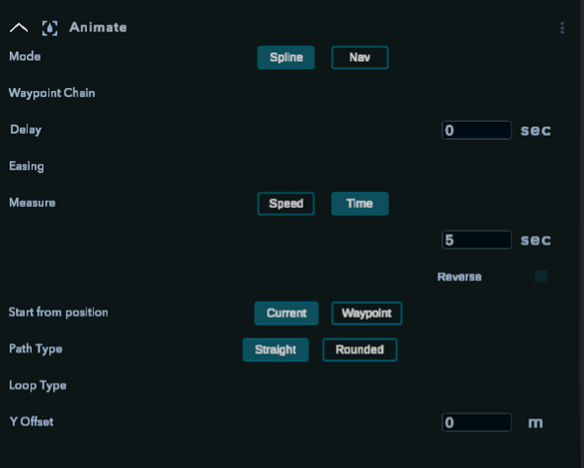 Animate
Mode Spline Nav
Waypoint Chain
Delay 0 sec
Easing
Measure Speed Time
5 sec
Reverse
Start from position Current Waypoint
Path Type Straight Rounded
Loop Type
Y Offset 0 m